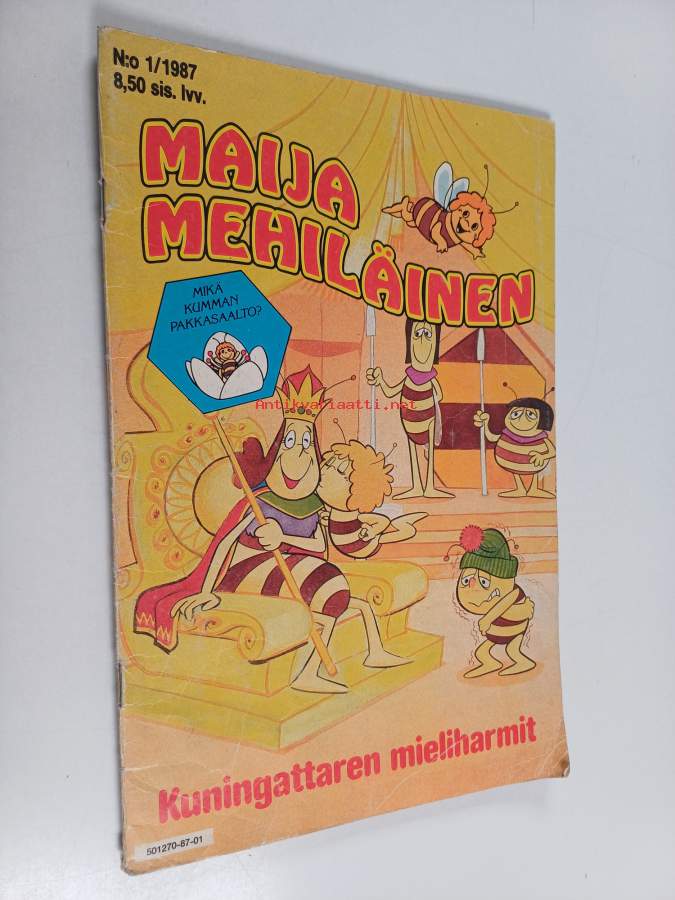 N:o 1/1987
8,50 sis. lvv.
MAIJA
MEHILÄINEN
MIKÄ
KUMMAN
PAKKASAALTO?
Antikvariaatti.net
Kuningattaren mieliharmit
501270-87-01